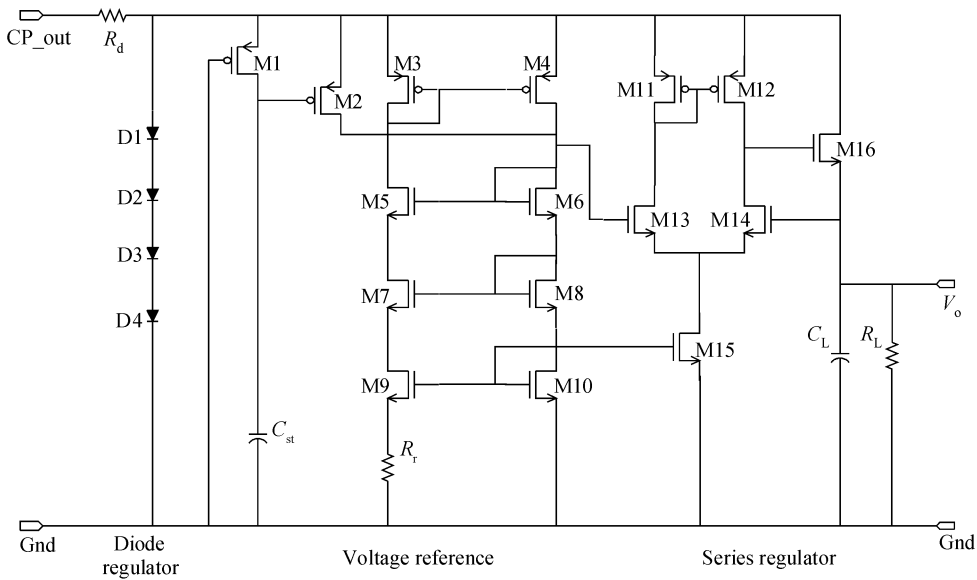 CP_out
Rd
M1
M2
M3
M4
M11
M12
M16
D1
D2
D3
D4
M5
M6
M13
M14
M7
M8
Vo
M15
CL
RL
M9
M10
Cst
Rr
Gnd
Diode
regulator
Voltage reference
Series regulator
Gnd